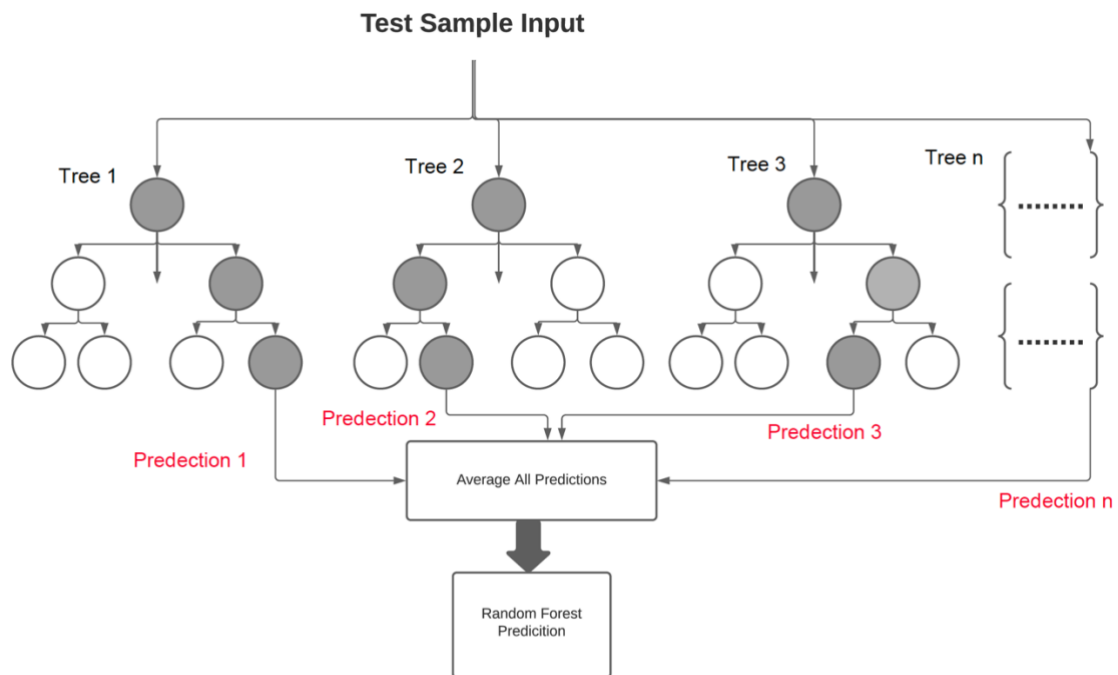 Test Sample Input
Tree 1
Tree 2
Tree 3
Tree n
........
........
Predection 1
Predection 2
Predection 3
Predection n
Average All Predictions
Random Forest
Predicition